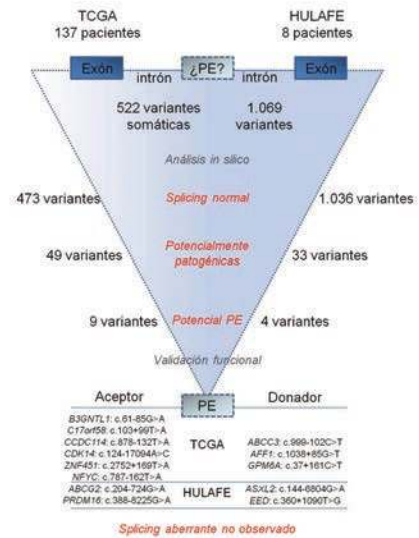 TCGA HULAFE
137 pacientes 8 pacientes
Exón ¿PE? Exón
intrón intrón
522 variantes 1.069
somáticas variantes
Análisis in silico
473 variantes Splicing normal 1.036 variantes
Potencialmente
49 variantes patogénicas 33 variantes
9 variantes Potencial PE 4 variantes
Validación funcional
Aceptor PE Donador
B3GNTL1: c.61-85G>A
C17orf58: c.103+99T>A
CCDC114: c.878-132T>A TCGA ABCC3: c.999-102C>T
CDK14: c.124-17094A>C AFF1: c.1038+85G>T
ZNF451: c.2752+169T>A GPM6A: c.37+161C>T
NFYC: c.787-162T>A
ABCG2: c.204-724G>A HULAFE ASXL2: c.144-6804G>A
PRDM16: c.388-8225G>A EED: c.360+1090T>G
Splicing aberrante no observado